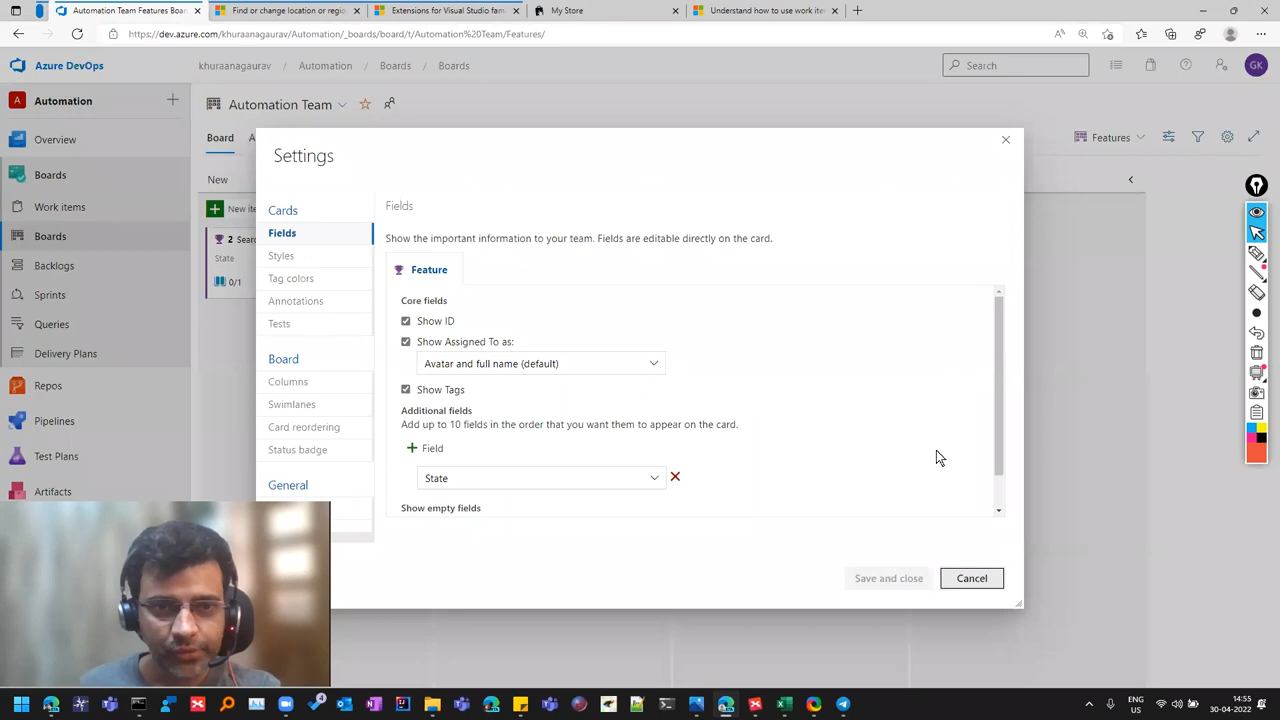 Automation Team Features Boar
Find or change location or region
Extensions for Visual Studio fam
My Store
Understand how to use work item
https://dev.azure.com/khuraanagaurav/Automation/_boards/board/t/Automation%20Team/Features/
Azure DevOps
khuraanagaurav / Automation / Boards / Boards
Search
GK
A
Automation
Automation Team
Overview
Board
A
Features
Boards
New
Work items
New ite
Boards
2 Sear
State
Backlogs
0/1
Sprints
Queries
Delivery Plans
Repos
Pipelines
Test Plans
Artifacts
Settings
Cards
Fields
Styles
Tag colors
Annotations
Tests
Board
Columns
Swimlanes
Card reordering
Status badge
General
Fields
Show the important information to your team. Fields are editable directly on the card.
Feature
Core fields
Show ID
Show Assigned To as:
Avatar and full name (default)
Show Tags
Additional fields
Add up to 10 fields in the order that you want them to appear on the card.
Field
State
Show empty fields
Save and close
Cancel
4
ENG
US
14:55
30-04-2022